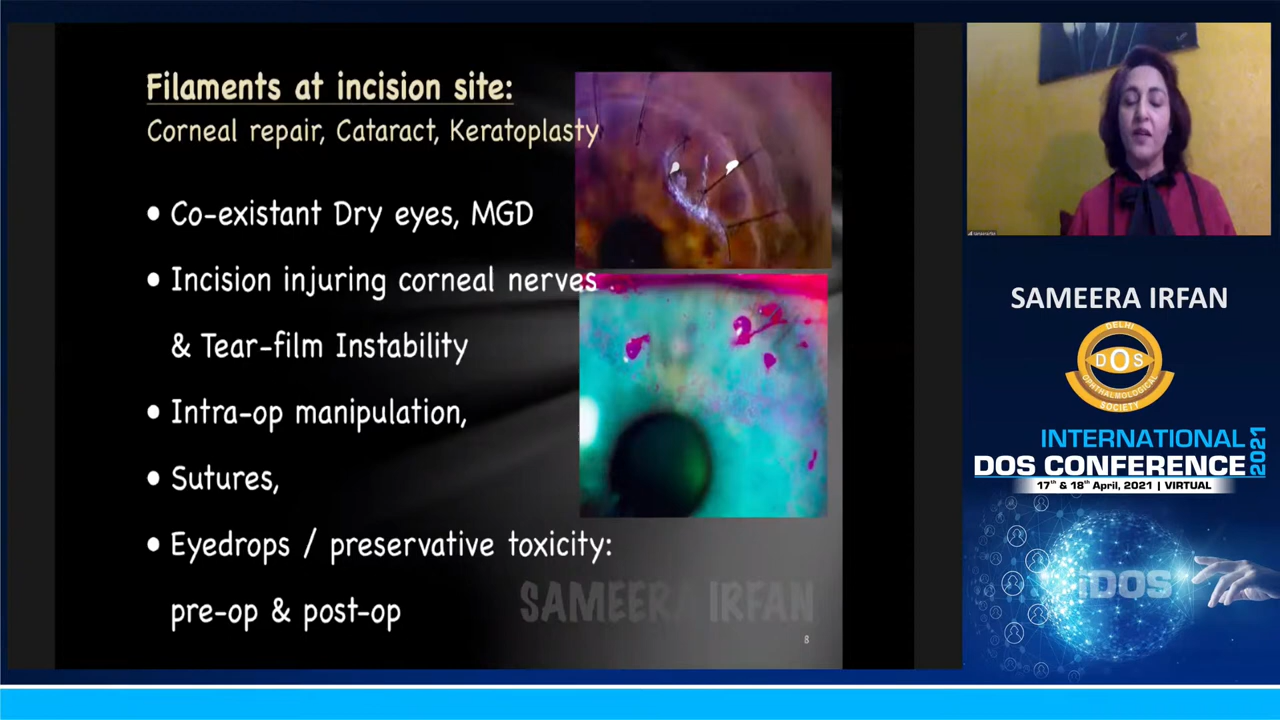 Filaments at incision site:
Corneal repair, Cataract, Keratoplasty
• Co-existant Dry eyes, MGD
• Incision injuring corneal nerves
& Tear-film Instability
• Intra-op manipulation,
• Sutures,
• Eyedrops / preservative toxicity:
pre-op & post-op
SAMEERA IRFAN
8
SAMEERA IRFAN
DELHI
DOS
OPHTHALMOLOGICAL
SOCIETY
INTERNATIONAL
DOS CONFERENCE
2021
17th & 18th April, 2021 | VIRTUAL
iDOS